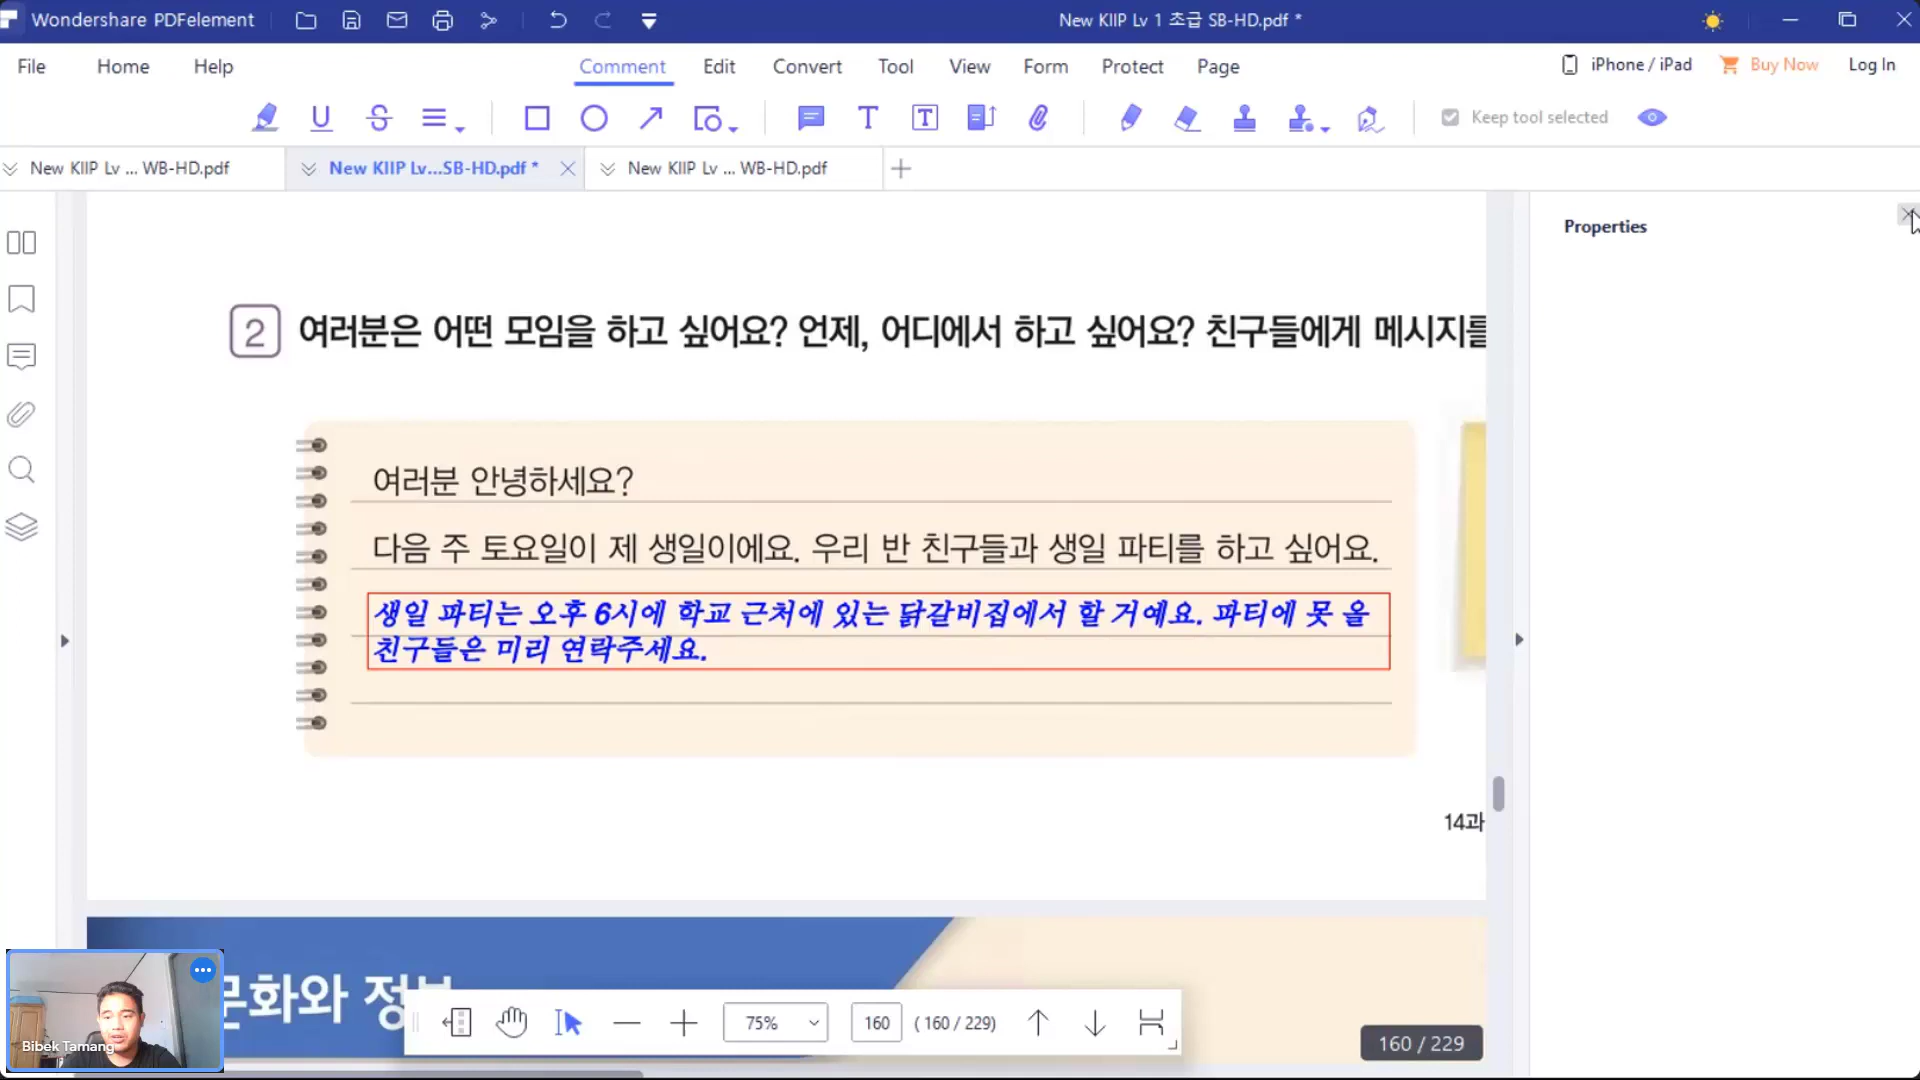 Wondershare PDFelement
New KIIP Lv 1 초급 SB-HD.pdf *
File Home Help Comment Edit Convert Tool View Form Protect Page iPhone / iPad Buy Now Log In
Keep tool selected
New KIIP Lv ... WB-HD.pdf New KIIP Lv...SB-HD.pdf * New KIIP Lv ... WB-HD.pdf
Properties
2 여러분은 어떤 모임을 하고 싶어요? 언제, 어디에서 하고 싶어요? 친구들에게 메시지를
여러분 안녕하세요?
다음 주 토요일이 제 생일이에요. 우리 반 친구들과 생일 파티를 하고 싶어요.
생일 파티는 오후 6시에 학교 근처에 있는 닭갈비집에서 할 거예요. 파티에 못 올
친구들은 미리 연락주세요.
14과
문화와
75% 160 ( 160 / 229)
160 / 229
Bibek Tamang